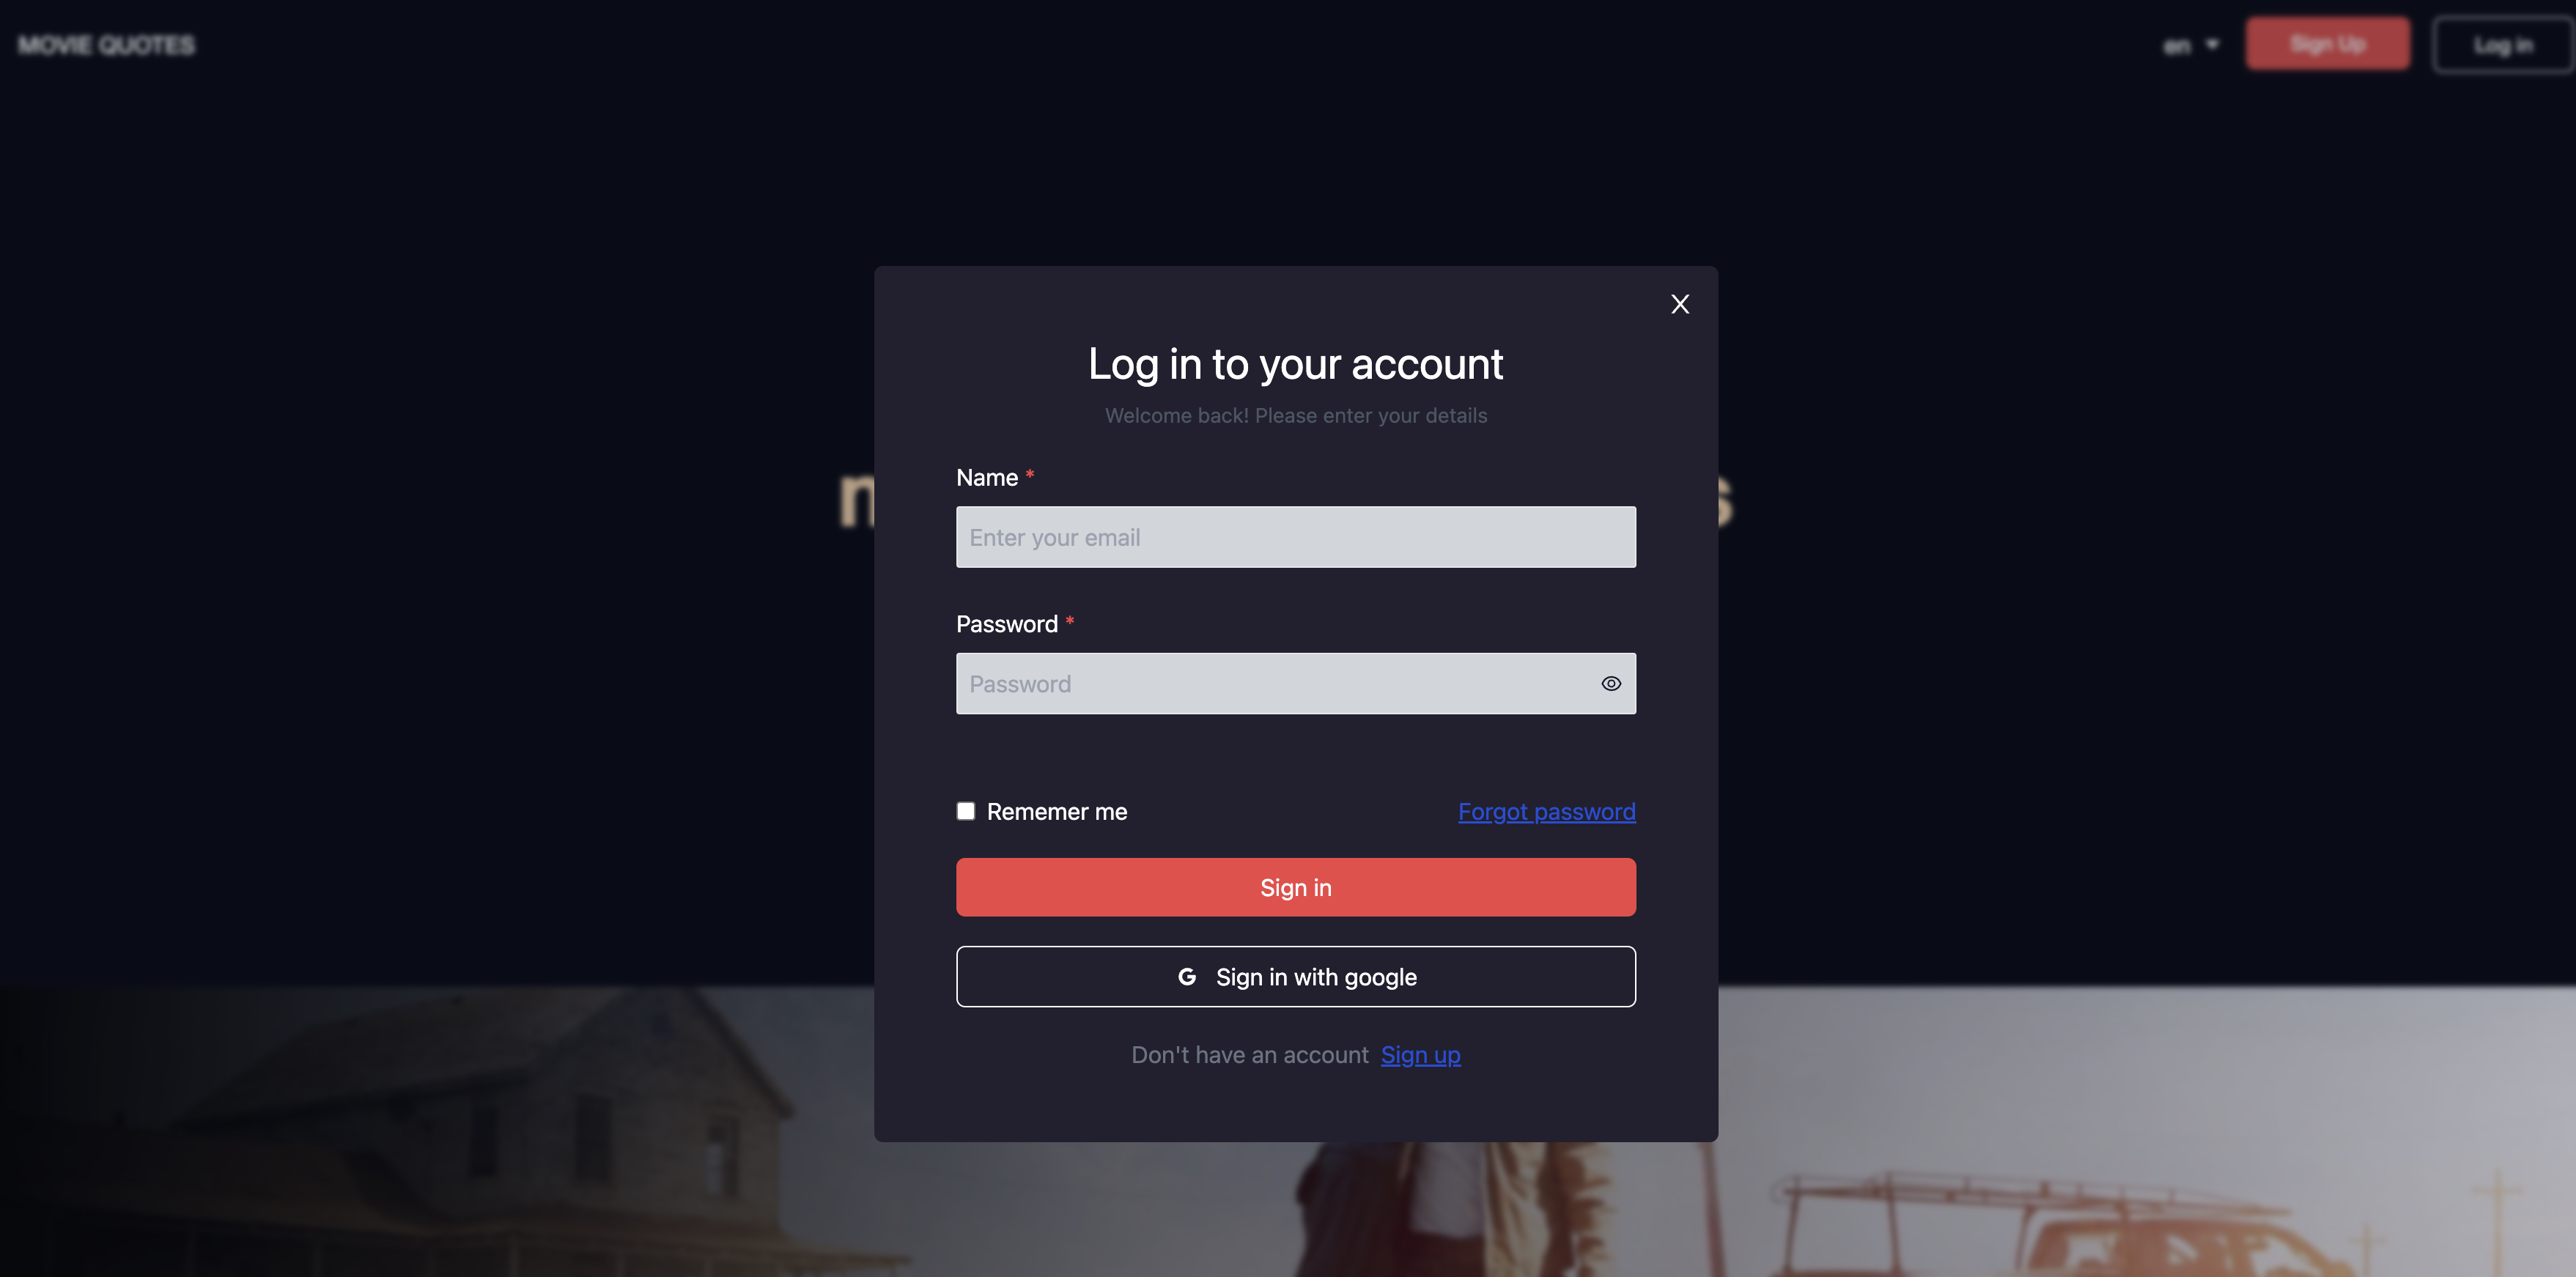 MOVIE QUOTES
en
Sign Up
Log in
X
Log in to your account
Welcome back! Please enter your details
Name *
Enter your email
Password *
Password
Rememer me
Forgot password
Sign in
G Sign in with google
Don't have an account Sign up